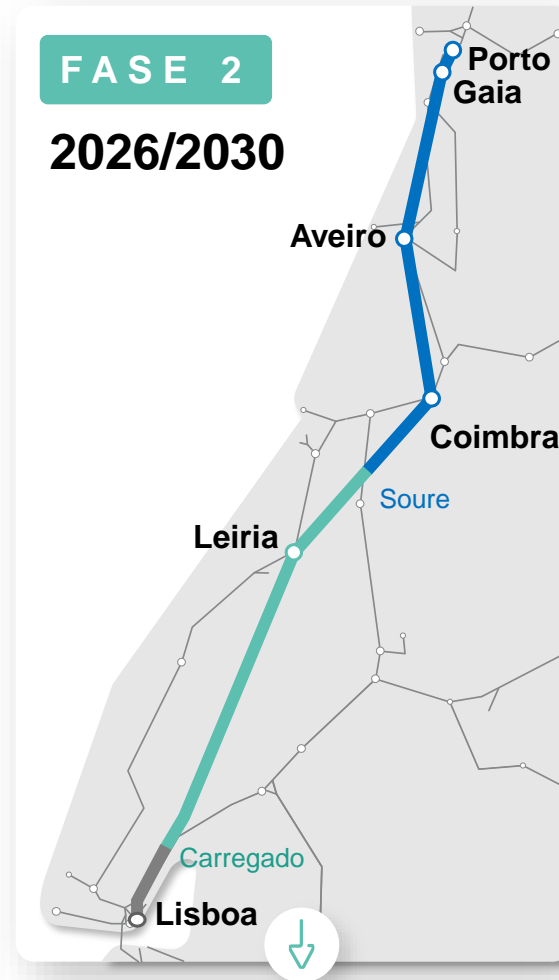 FASE 2
2026/2030
Porto
Gaia
Aveiro
Coimbra
Soure
Leiria
Carregado
Lisboa